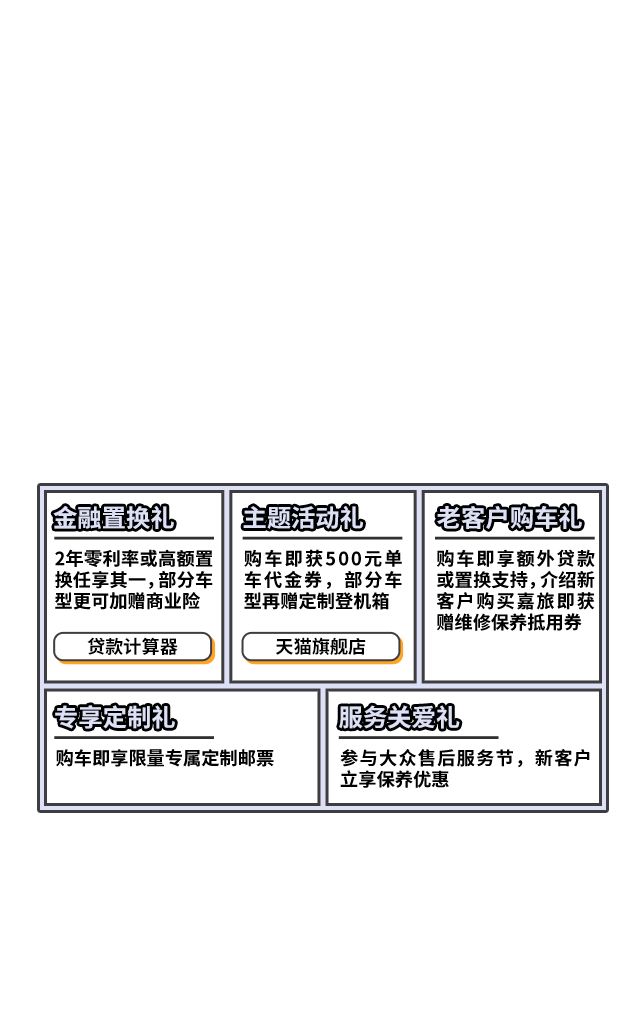 金融置换礼
2年零利率或高额置
换任享其一，部分车
型更可加赠商业险
贷款计算器
主题活动礼
购车即获500元单
车代金券，部分车
型再赠定制登机箱
天猫旗舰店
老客户购车礼
购车即享额外贷款
或置换支持，介绍新
客户购买嘉旅即获
赠维修保养抵用券
专享定制礼
购车即享限量专属定制邮票
服务关爱礼
参与大众售后服务节，新客户
立享保养优惠